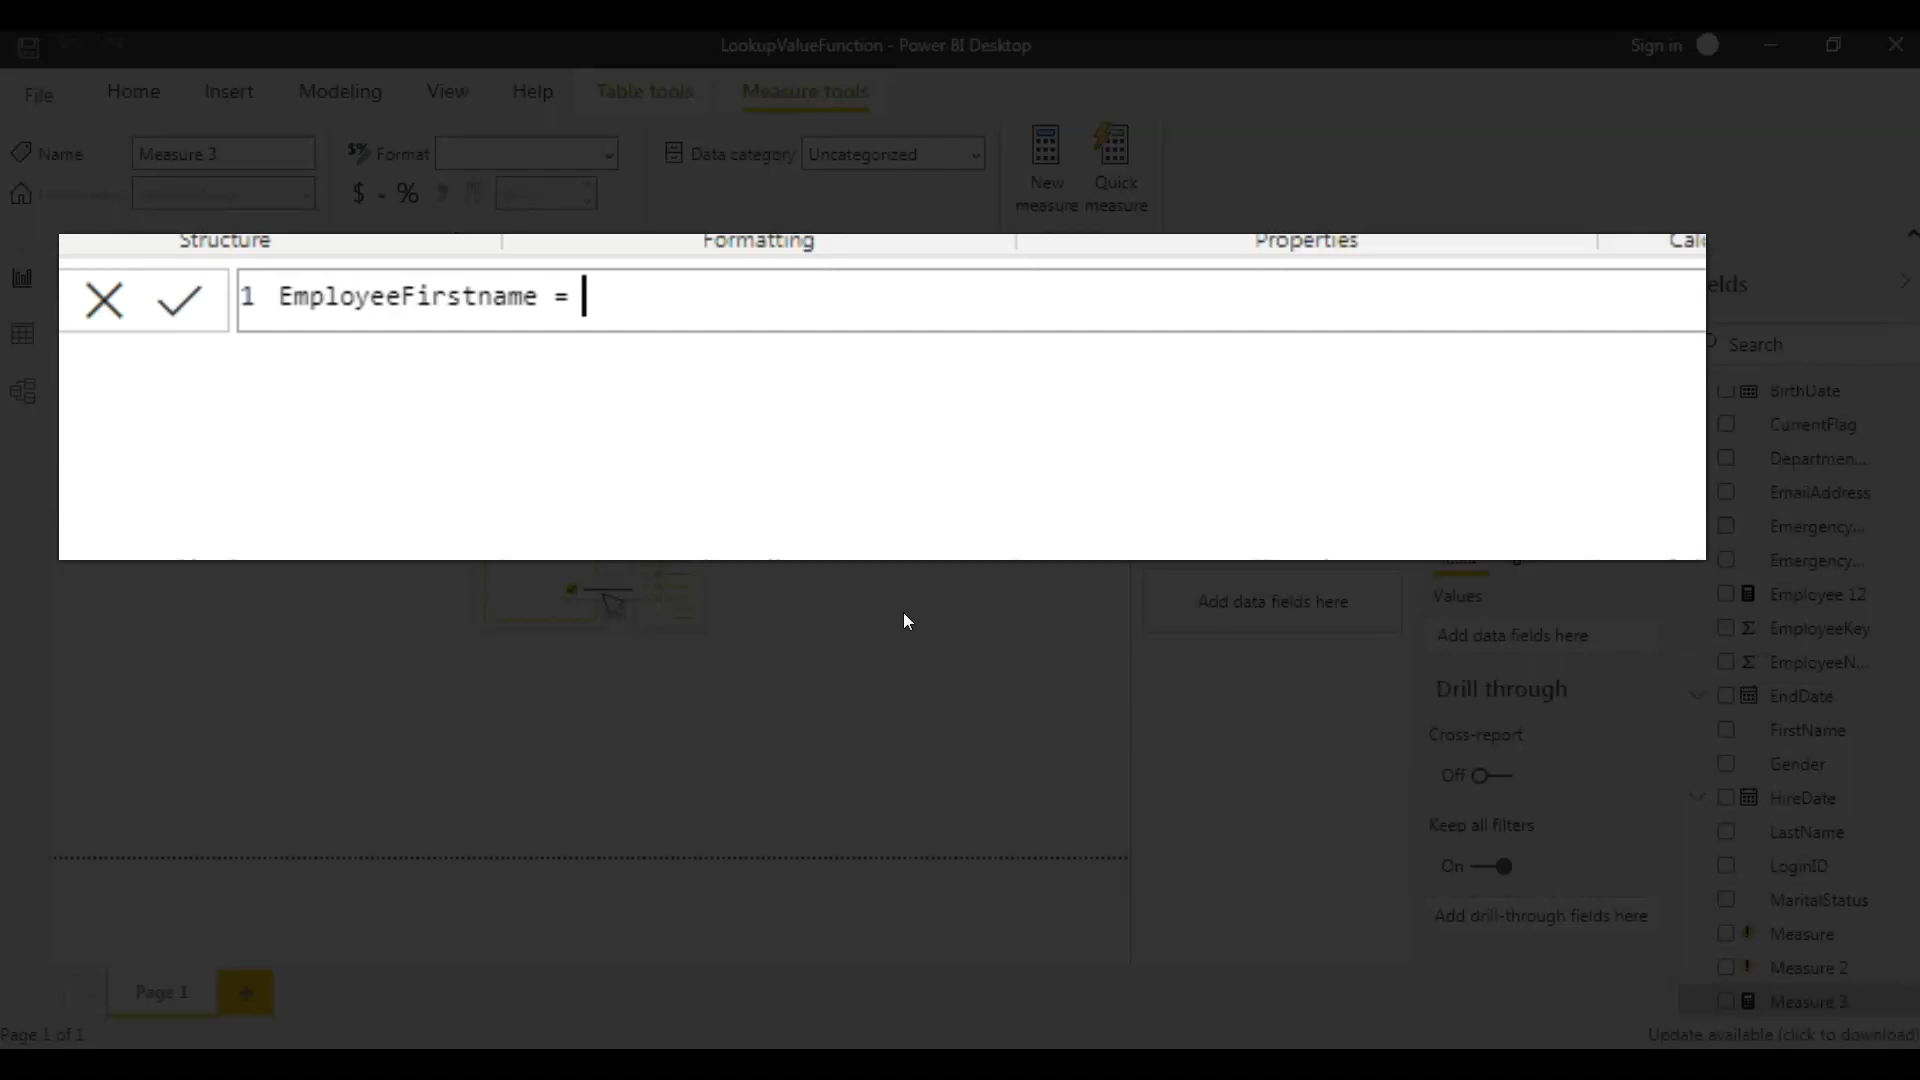 LookupValueFunction - Power BI Desktop
Sign in
File
Home
Insert
Modeling
View
Help
Table tools
Measure tools
Name
Measure 3
Format
Data category
Uncategorized
New measure
Quick measure
$
%
Structure
Formatting
Properties
1 EmployeeFirstname =
elds
Search
BirthDate
CurrentFlag
Departmen...
EmailAddress
Emergency...
Emergency...
Employee 12
EmployeeKey
EmployeeN...
EndDate
FirstName
Gender
HireDate
LastName
LoginID
MaritalStatus
Measure
Measure 2
Measure 3
Add data fields here
Values
Add data fields here
Drill through
Cross-report
Off
Keep all filters
On
Add drill-through fields here
Page 1
+
Page 1 of 1
Update available (click to download)